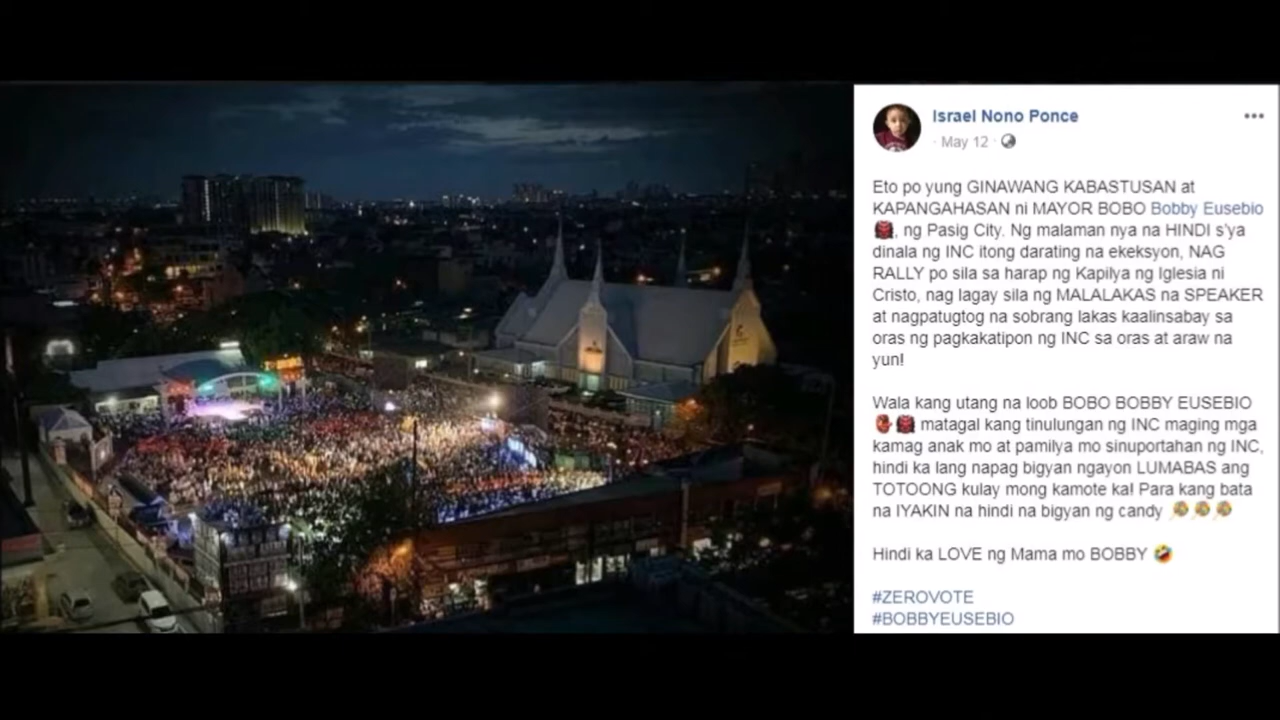 Israel Nono Ponce
· May 12 ·
Eto po yung GINAWANG KABASTUSAN at
KAPANGAHASAN ni MAYOR BOBO Bobby Eusebio
👹, ng Pasig City. Ng malaman nya na HINDI s'ya
dinala ng INC itong darating na ekeksyon, NAG
RALLY po sila sa harap ng Kapilya ng Iglesia ni
Cristo, nag lagay sila ng MALALAKAS na SPEAKER
at nagpatugtog na sobrang lakas kaalinsabay sa
oras ng pagkakatipon ng INC sa oras at araw na
yun!
Wala kang utang na loob BOBO BOBBY EUSEBIO
👺👹 matagal kang tinulungan ng INC maging mga
kamag anak mo at pamilya mo sinuportahan ng INC,
hindi ka lang napag bigyan ngayon LUMABAS ang
TOTOONG kulay mong kamote ka! Para kang bata
na IYAKIN na hindi na bigyan ng candy 🍭🍭🍭
Hindi ka LOVE ng Mama mo BOBBY 🤣
#ZEROVOTE
#BOBBYEUSEBIO